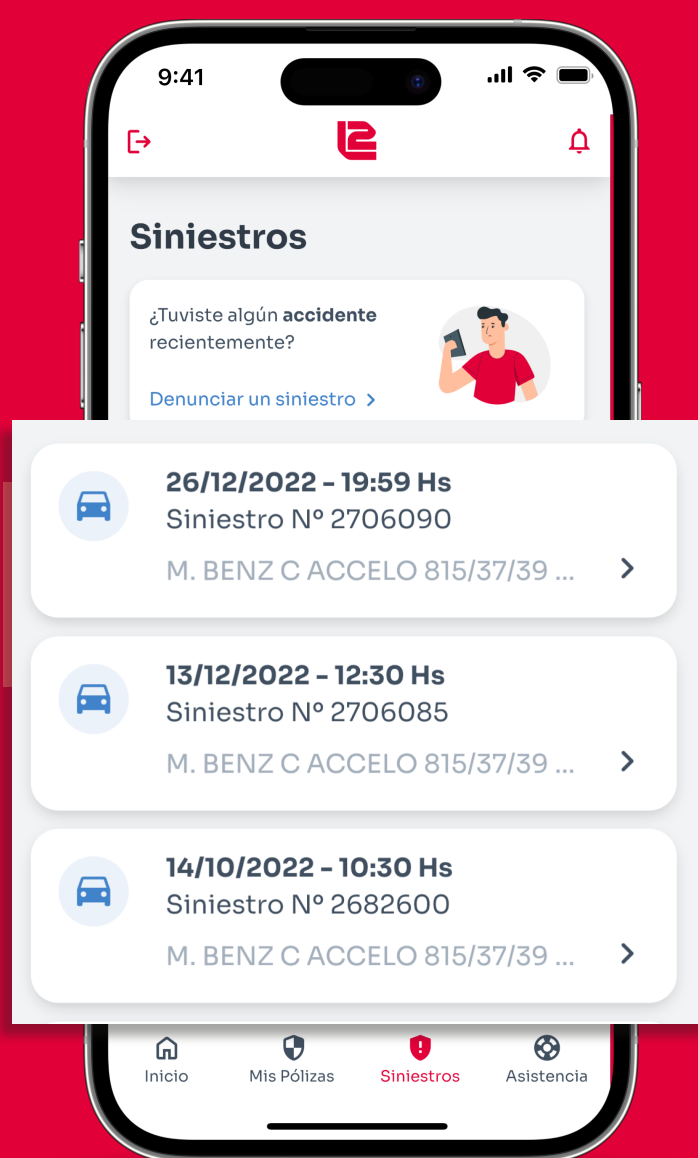 9:41
Siniestros
¿Tuviste algún accidente
recientemente?
Denunciar un siniestro
26/12/2022 - 19:59 Hs
Siniestro Nº 2706090
M. BENZ C ACCELO 815/37/39 ...
13/12/2022 - 12:30 Hs
Siniestro Nº 2706085
M. BENZ C ACCELO 815/37/39 ...
14/10/2022 - 10:30 Hs
Siniestro Nº 2682600
M. BENZ C ACCELO 815/37/39 ...
Inicio Mis Pólizas Siniestros Asistencia